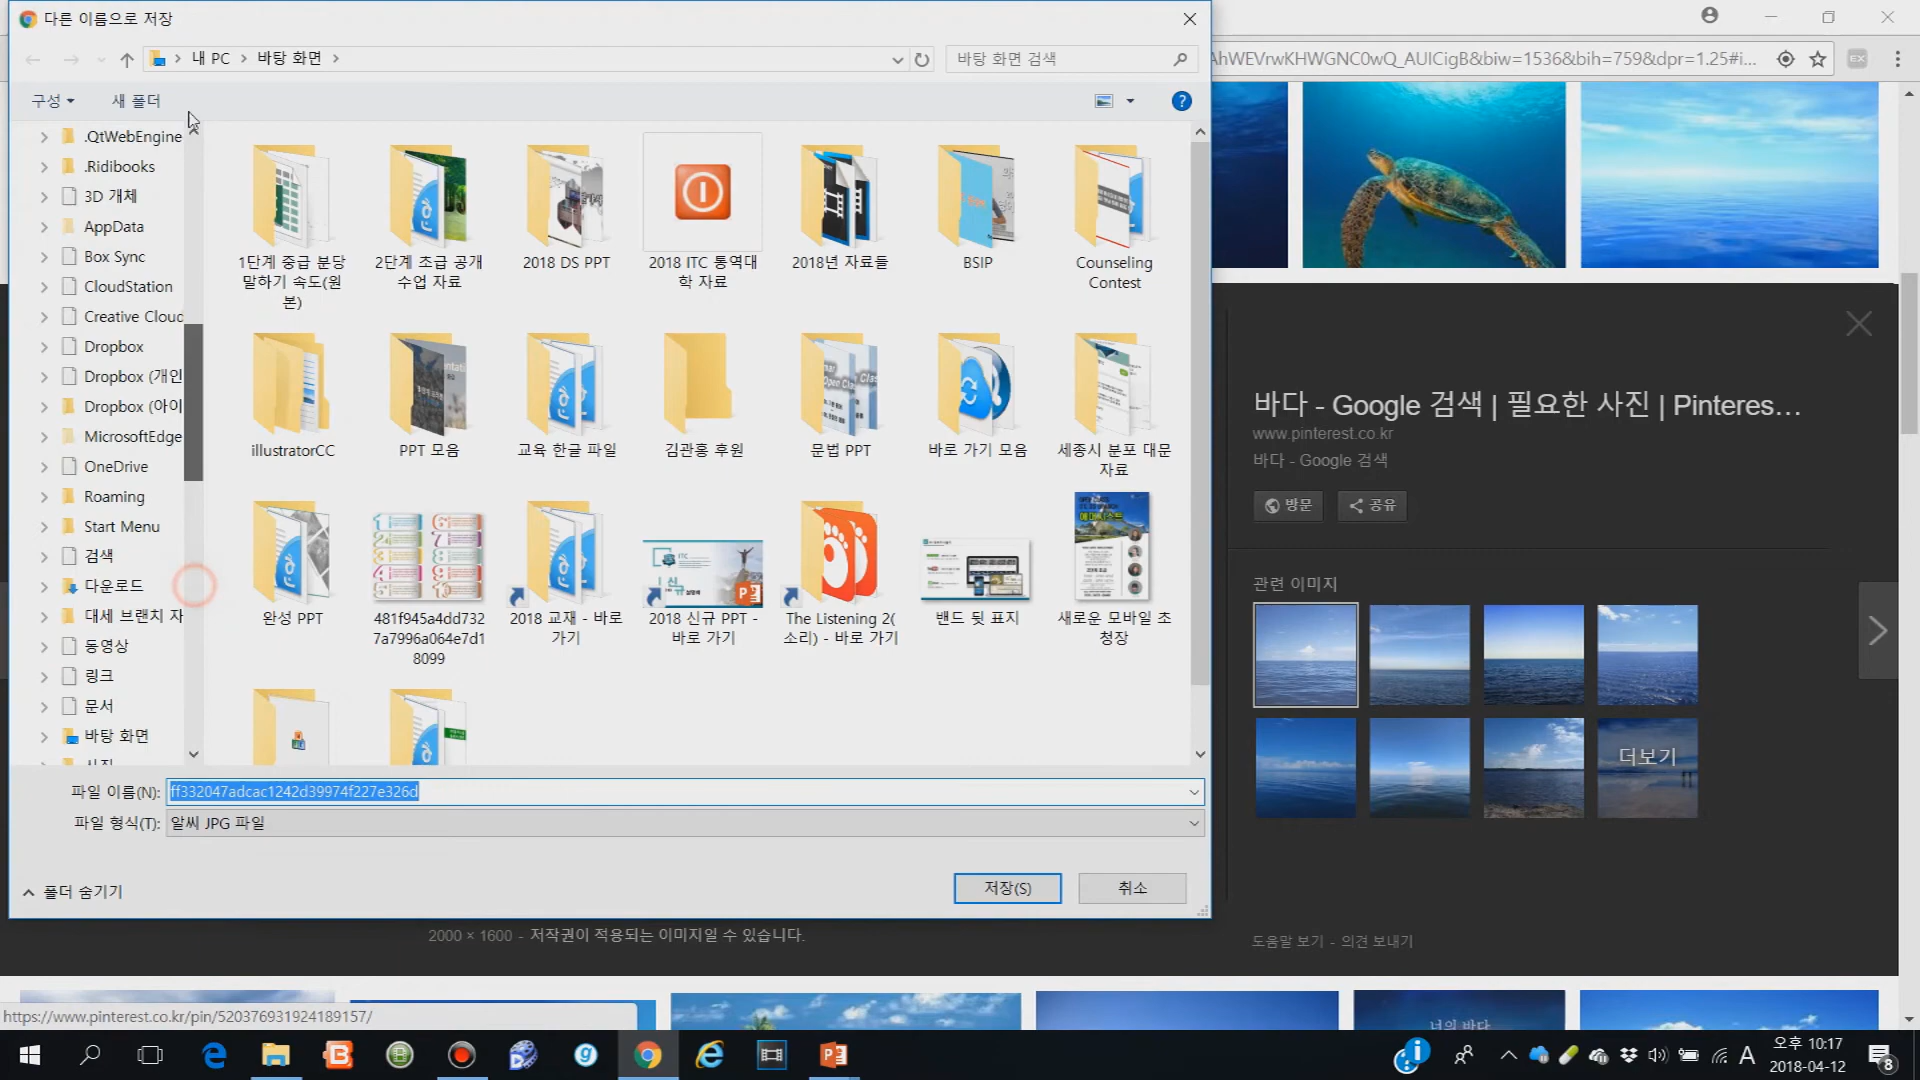 다른 이름으로 저장
내 PC
바탕 화면
바탕 화면 검색
AhWEVrwKHWGNC0wQ_AUICigB&biw=1536&bih=759&dpr=1.25#i...
EX
구성
새 폴더
.QtWebEngine
.Ridibooks
3D 개체
AppData
Box Sync
CloudStation
Creative Cloud
Dropbox
Dropbox (개인
Dropbox (아이
MicrosoftEdge
OneDrive
Roaming
Start Menu
검색
다운로드
대세 브랜치 자
동영상
링크
문서
바탕 화면
1단계 중급 분당
말하기 속도(원
본)
2단계 초급 공개
수업 자료
2018 DS PPT
2018 ITC 통역대
학 자료
2018년 자료들
BSIP
Counseling
Contest
illustratorCC
PPT 모음
교육 한글 파일
김관홍 후원
문법 PPT
바로 가기 모음
세종시 분포 대문
자료
완성 PPT
481f945a4dd732
7a7996a064e7d1
8099
2018 교재 - 바로
가기
2018 신규 PPT -
바로 가기
The Listening 2(
소리) - 바로 가기
밴드 뒷 표지
새로운 모바일 초
청장
파일 이름(N):
ff332047adcac1242d39974f227e326d
파일 형식(T):
알씨 JPG 파일
폴더 숨기기
저장(S)
취소
바다 - Google 검색 | 필요한 사진 | Pinteres...
www.pinterest.co.kr
바다 - Google 검색
방문
공유
관련 이미지
더보기
2000 × 1600 - 저작권이 적용되는 이미지일 수 있습니다.
도움말 보기 - 의견 보내기
너의 바다
https://www.pinterest.co.kr/pin/520376931924189157/
A
오후 10:17
2018-04-12
8